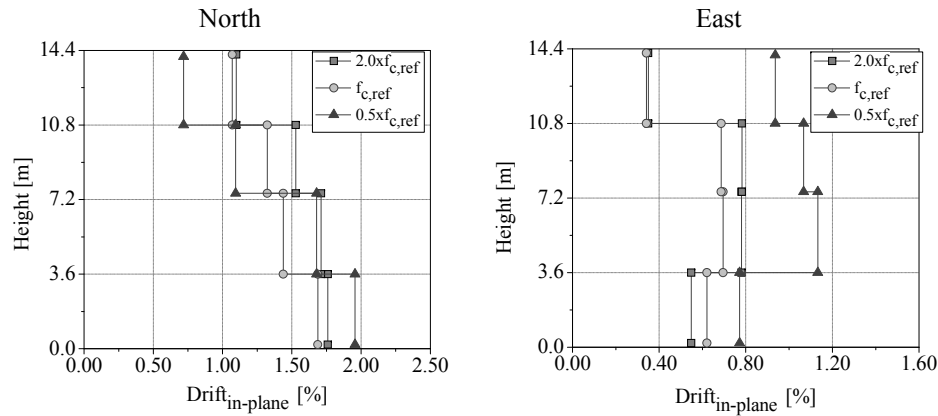 North
14.4
10.8
7.2
3.6
0.0
Height [m]
2.0xf_c,ref
f_c,ref
0.5xf_c,ref
0.00 0.50 1.00 1.50 2.00 2.50
Drift_in-plane [%]
East
14.4
10.8
7.2
3.6
0.0
Height [m]
2.0xf_c,ref
f_c,ref
0.5xf_c,ref
0.00 0.40 0.80 1.20 1.60
Drift_in-plane [%]